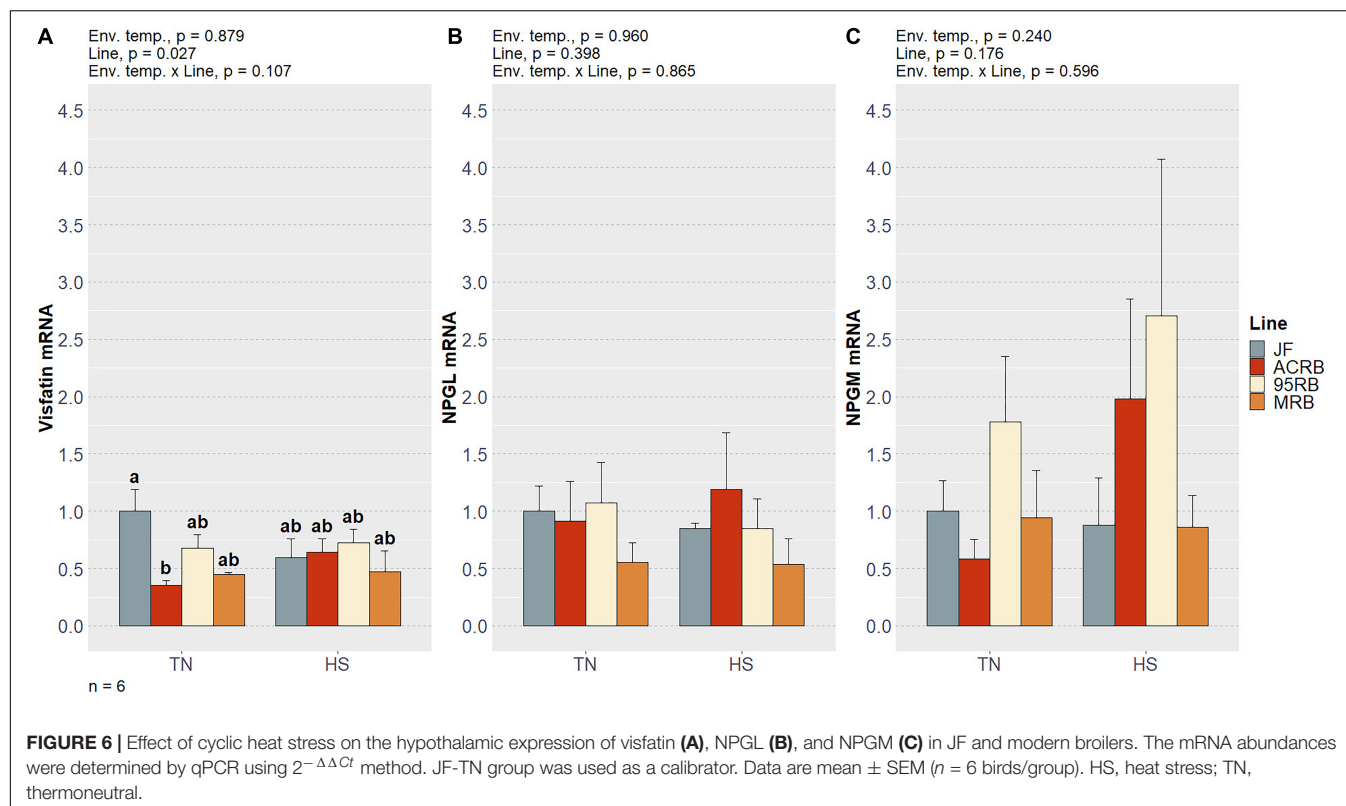 A
Env. temp., p = 0.879
Line, p = 0.027
Env. temp. x Line, p = 0.107
Visfatin mRNA
4.5
4.0
3.5
3.0
2.5
2.0
1.5
1.0
0.5
0.0
a
b
ab
ab
ab
ab
ab
ab
TN
HS
n = 6
B
Env. temp., p = 0.960
Line, p = 0.398
Env. temp. x Line, p = 0.865
NPGL mRNA
4.5
4.0
3.5
3.0
2.5
2.0
1.5
1.0
0.5
0.0
TN
HS
C
Env. temp., p = 0.240
Line, p = 0.176
Env. temp. x Line, p = 0.596
NPGM mRNA
4.5
4.0
3.5
3.0
2.5
2.0
1.5
1.0
0.5
0.0
TN
HS
Line
JF
ACRB
95RB
MRB
FIGURE 6 | Effect of cyclic heat stress on the hypothalamic expression of visfatin (A), NPGL (B), and NPGM (C) in JF and modern broilers. The mRNA abundances
were determined by qPCR using 2^{−ΔΔCt} method. JF-TN group was used as a calibrator. Data are mean ± SEM (n = 6 birds/group). HS, heat stress; TN,
thermoneutral.